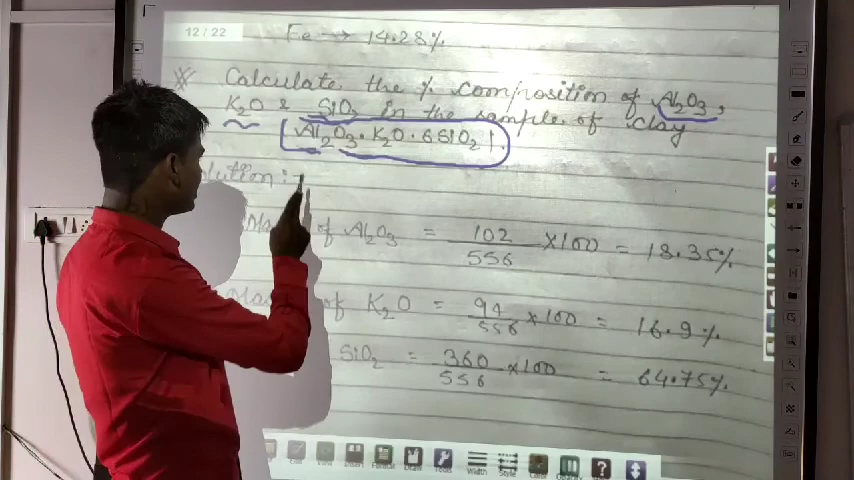 12 / 22
Fe → 14.28%
Calculate the % composition of Al2O3,
K2O & SiO2 in the sample of clay
[Al2O3 • K2O • 6SiO2].
of Al2O3 = 102/556 ×100 = 18.35%
of K2O = 94/556 ×100 = 16.9%
SiO2 = 360/556 ×100 = 64.75%
Width Style